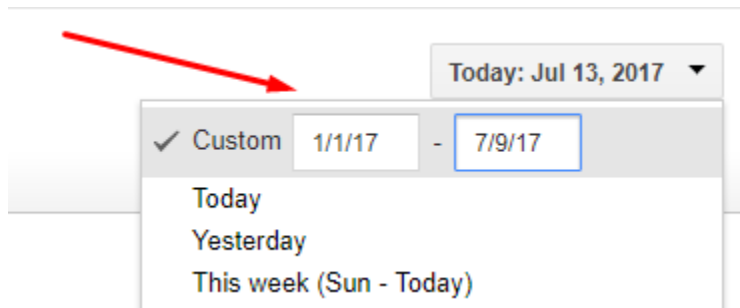 Today: Jul 13, 2017
Custom 1/1/17 - 7/9/17
Today
Yesterday
This week (Sun - Today)